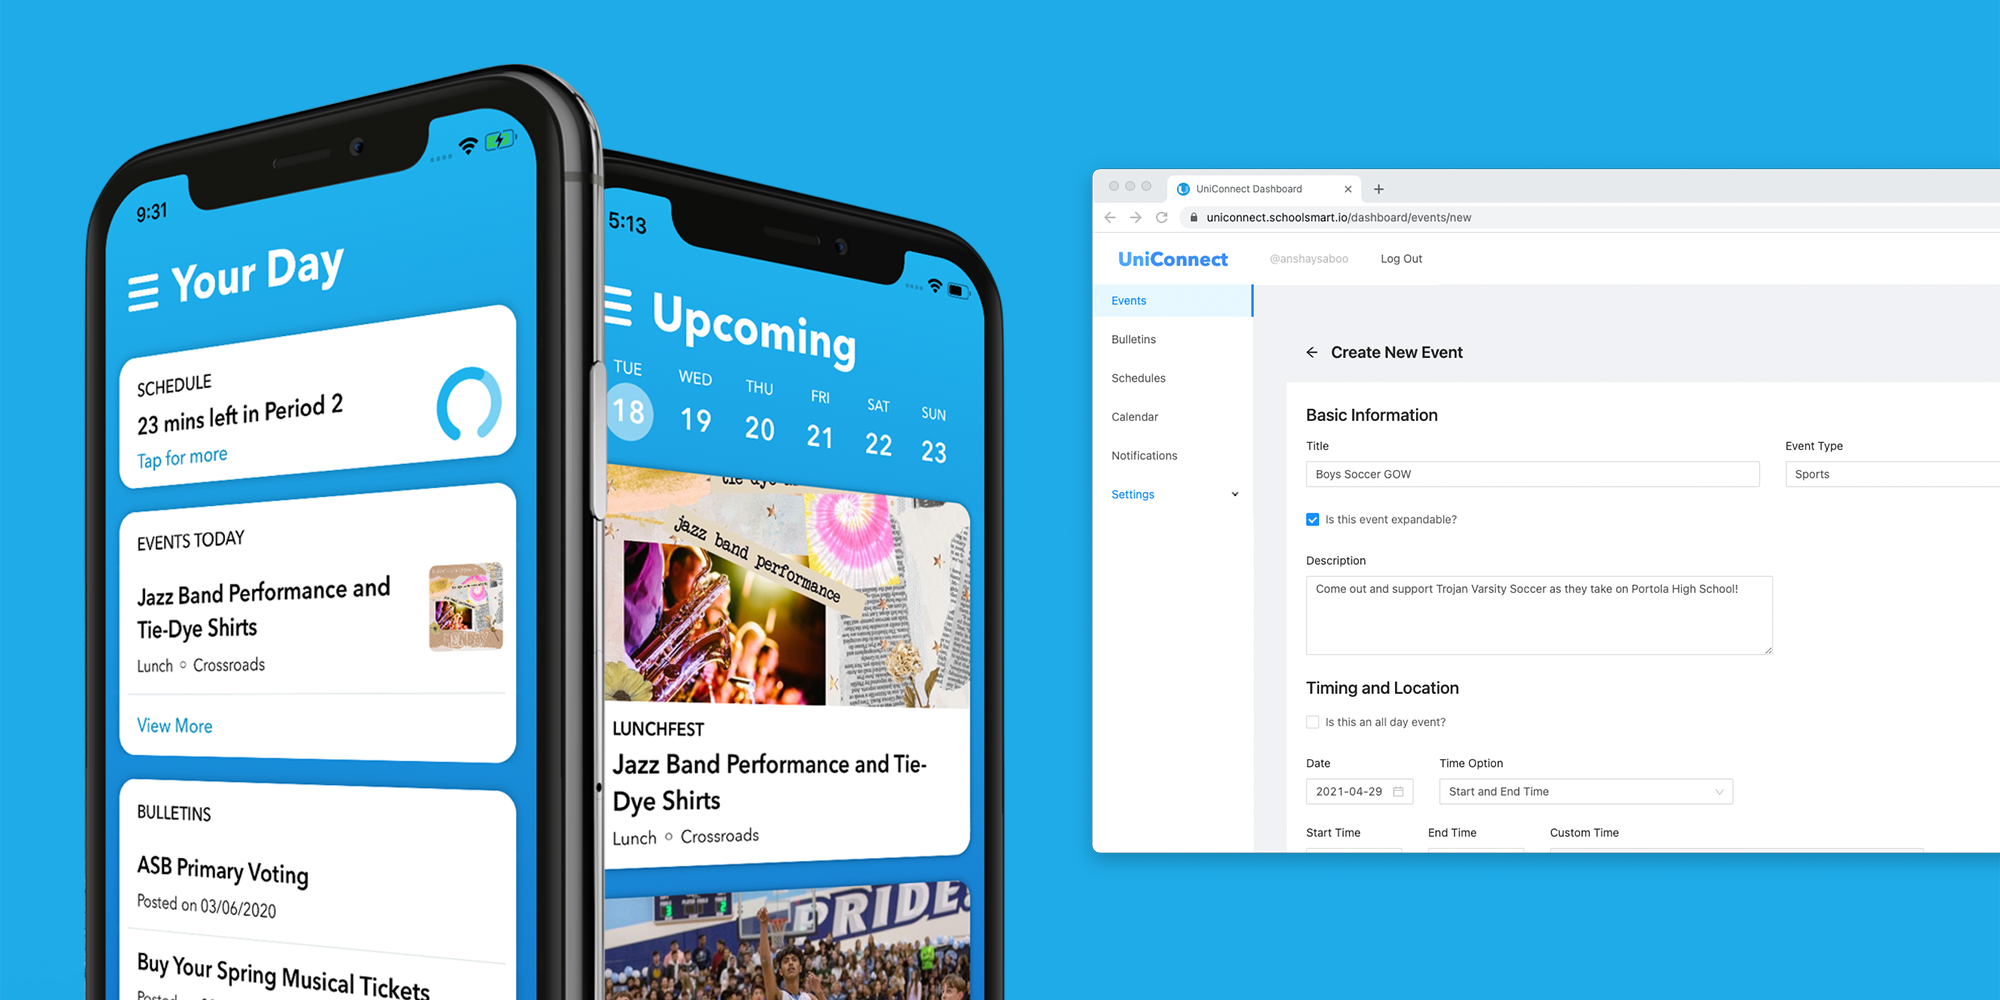 9:31
Your Day
SCHEDULE
23 mins left in Period 2
Tap for more
EVENTS TODAY
Jazz Band Performance and
Tie-Dye Shirts
Lunch ○ Crossroads
View More
BULLETINS
ASB Primary Voting
Posted on 03/06/2020
Buy Your Spring Musical Tickets
5:13
Upcoming
TUE WED THU FRI SAT SUN
18 19 20 21 22 23
tie dye
jazz band performance
LUNCHFEST
Jazz Band Performance and Tie-
Dye Shirts
Lunch ○ Crossroads
PRIDE
UniConnect Dashboard
uniconnect.schoolsmart.io/dashboard/events/new
UniConnect
@anshaysaboo
Log Out
Events
Bulletins
Schedules
Calendar
Notifications
Settings
Create New Event
Basic Information
Title
Event Type
Boys Soccer GOW
Sports
Is this event expandable?
Description
Come out and support Trojan Varsity Soccer as they take on Portola High School!
Timing and Location
Is this an all day event?
Date
Time Option
2021-04-29
Start and End Time
Start Time
End Time
Custom Time